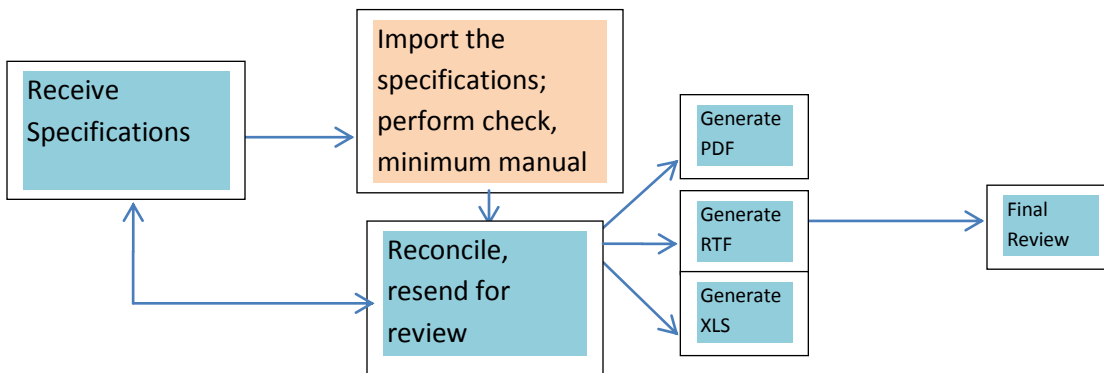 Receive
Specifications
Import the
specifications;
perform check,
minimum manual
Reconcile,
resend for
review
Generate
PDF
Generate
RTF
Generate
XLS
Final
Review